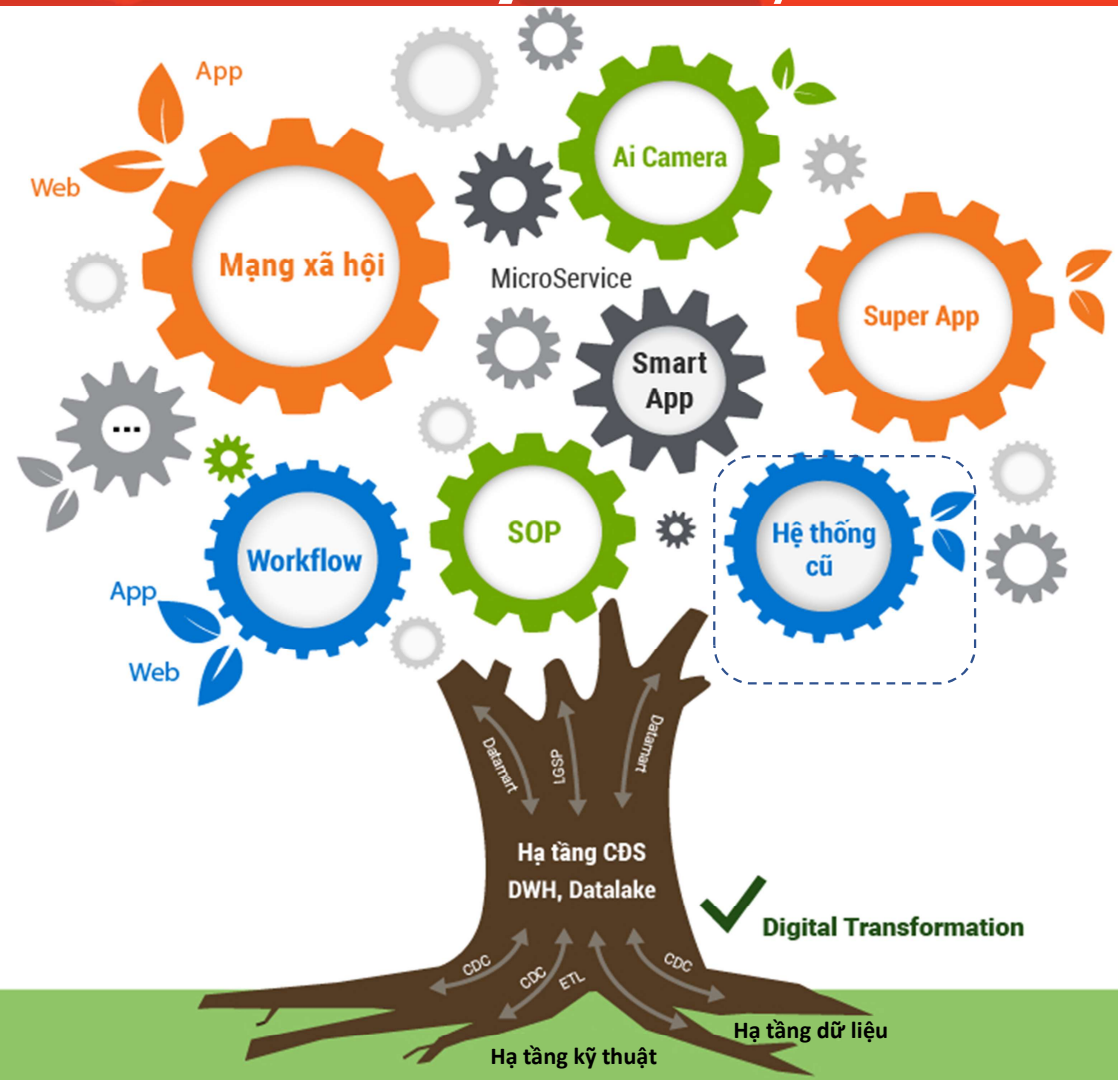 App
Web
Mạng xã hội
Ai Camera
MicroService
Smart
App
Super App
...
Workflow
App
Web
SOP
Hệ thống
cũ
Datamart
LGSP
Datamart
Hạ tầng CĐS
DWH, Datalake
Digital Transformation
CDC
CDC
ETL
CDC
Hạ tầng dữ liệu
Hạ tầng kỹ thuật